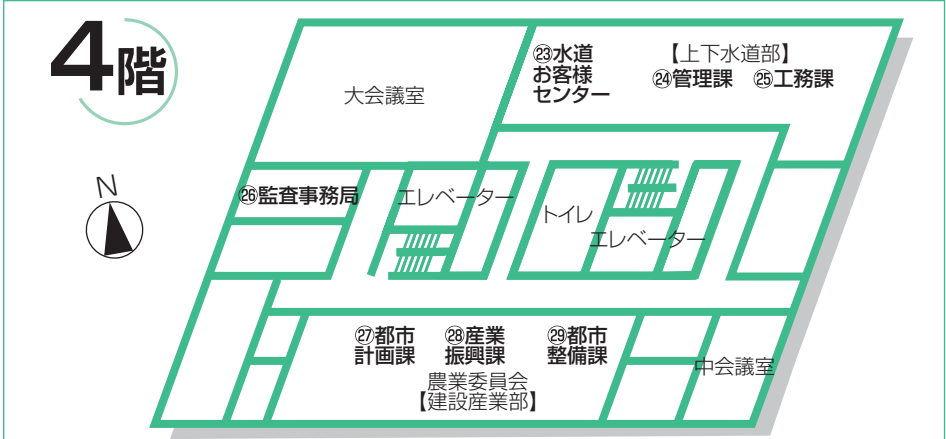 4階
N
大会議室
㉓水道
お客様
センター
【上下水道部】
㉔管理課 ㉕工務課
㉖監査事務局
エレベーター
トイレ
エレベーター
㉗都市
計画課
㉘産業
振興課
㉙都市
整備課
農業委員会
【建設産業部】
中会議室